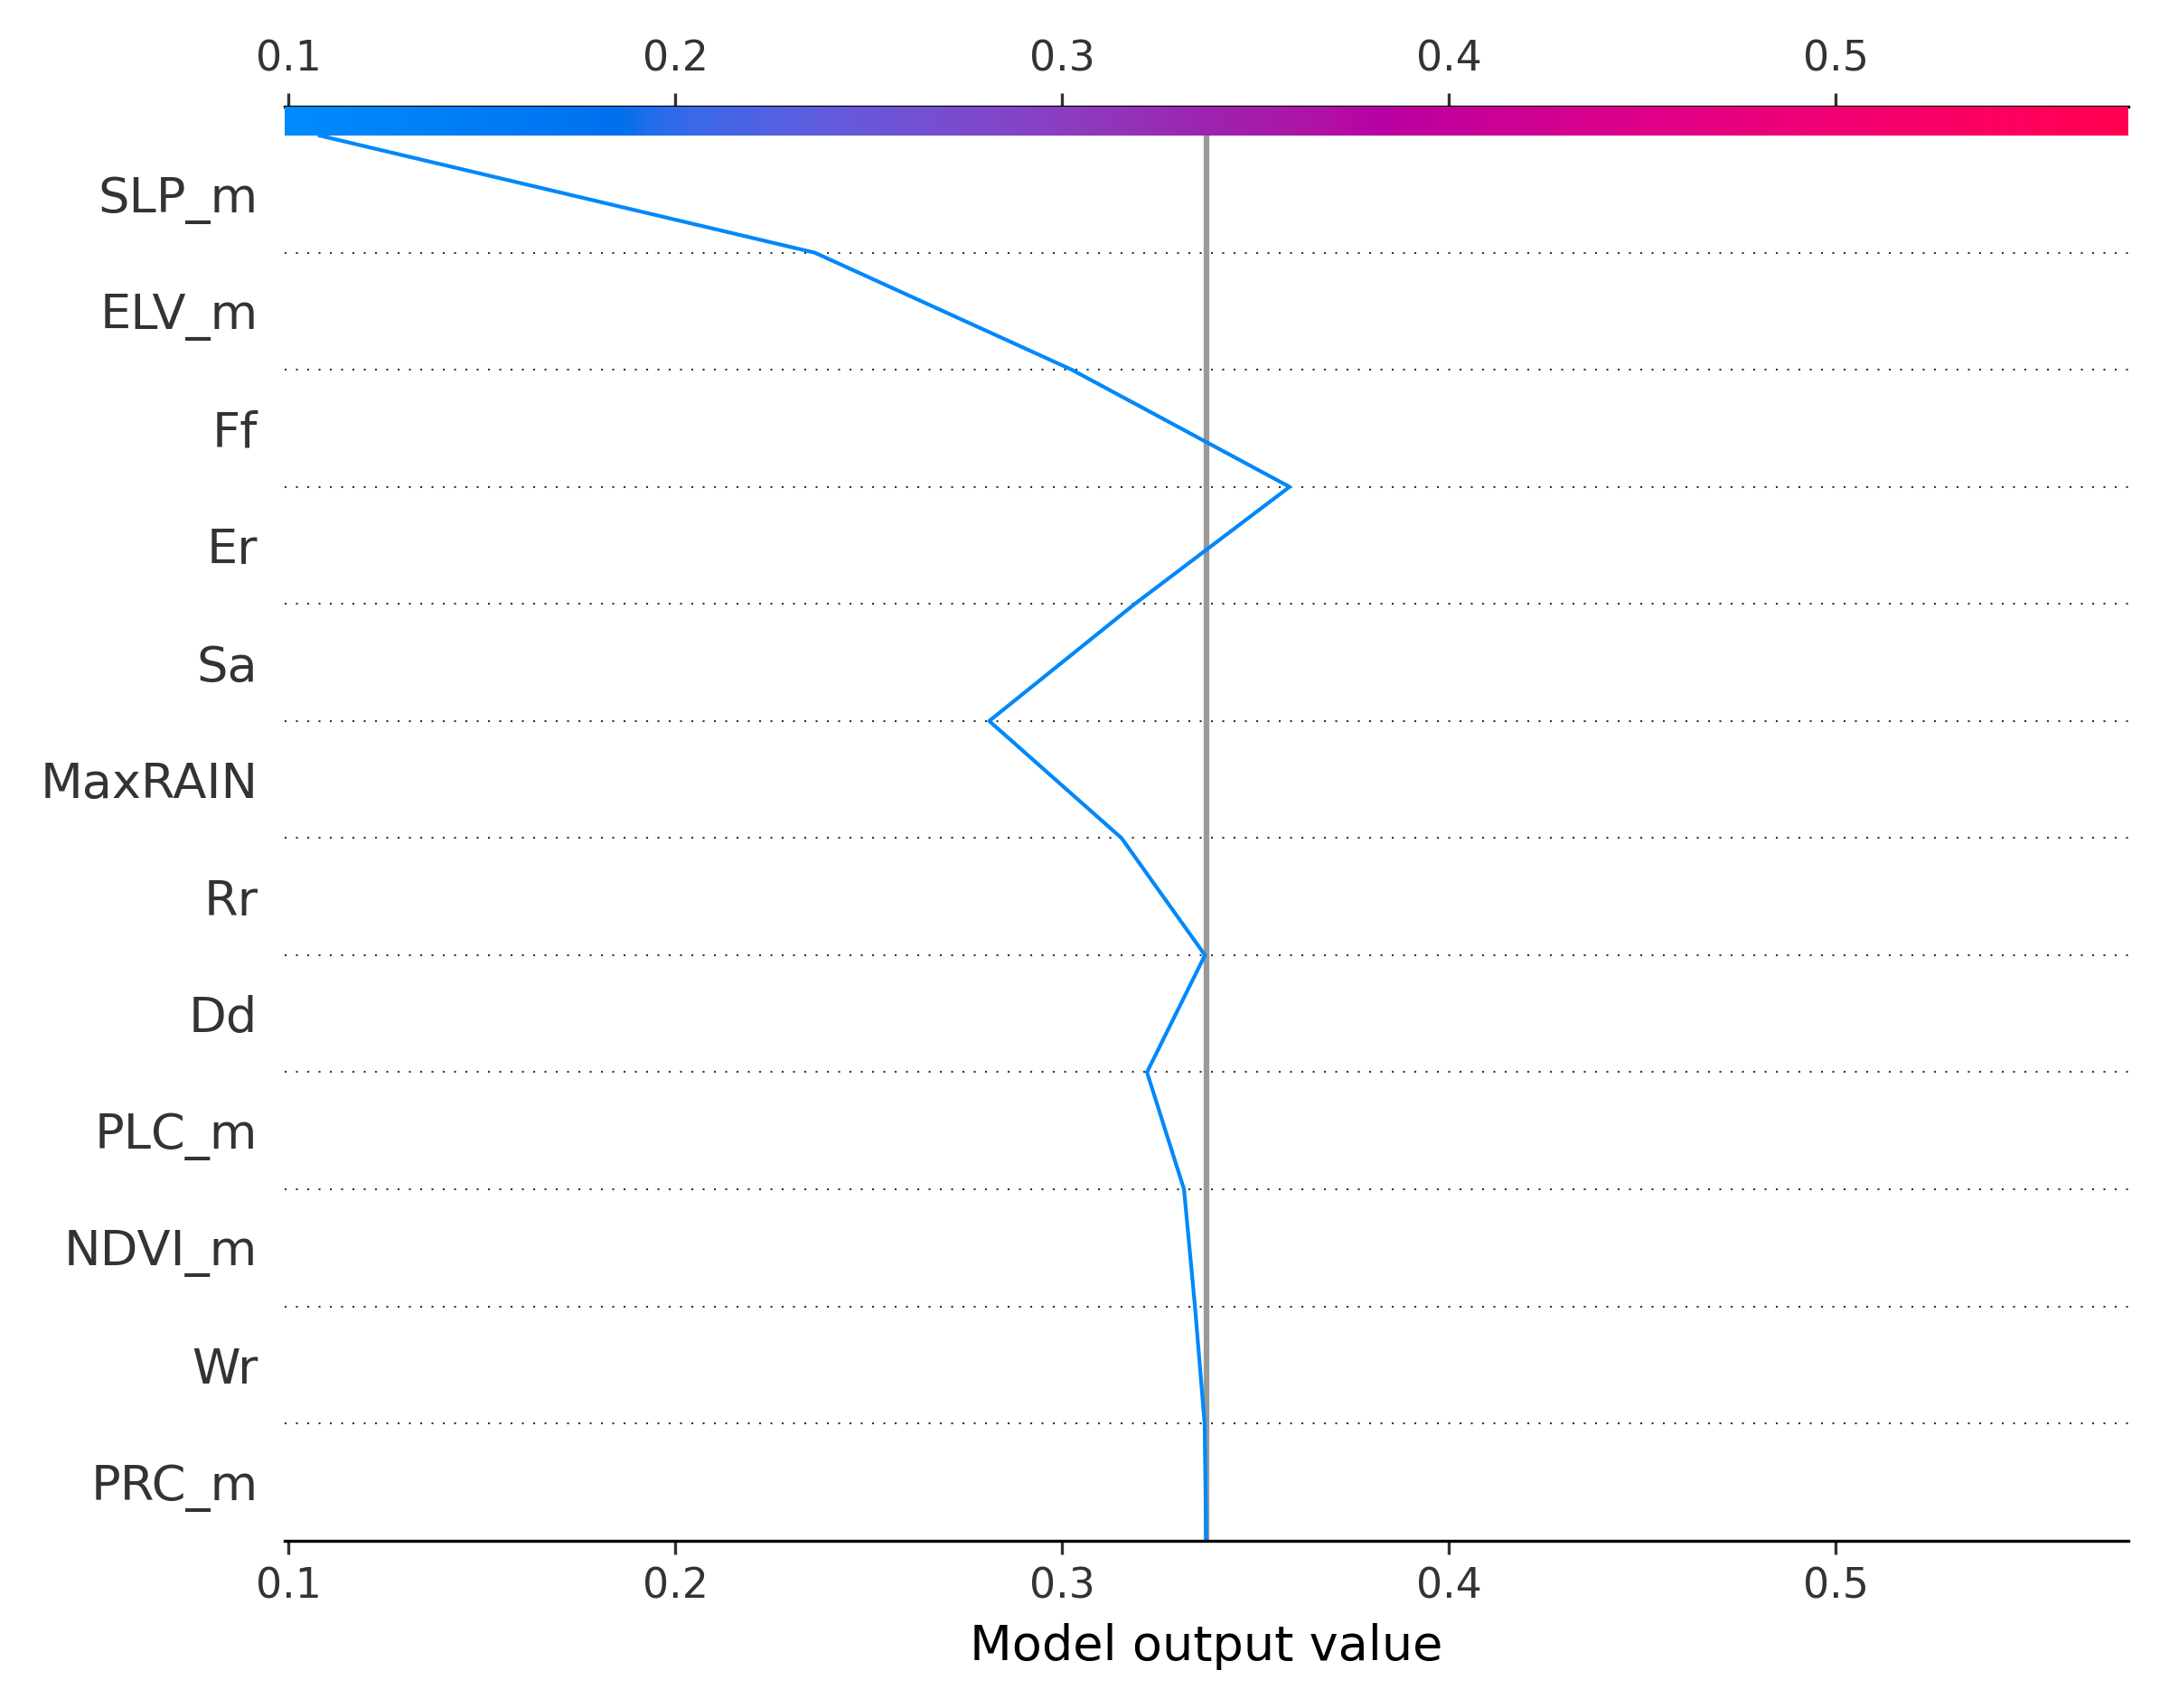 0.1 0.2 0.3 0.4 0.5
SLP_m
ELV_m
Ff
Er
Sa
MaxRAIN
Rr
Dd
PLC_m
NDVI_m
Wr
PRC_m
0.1 0.2 0.3 0.4 0.5
Model output value